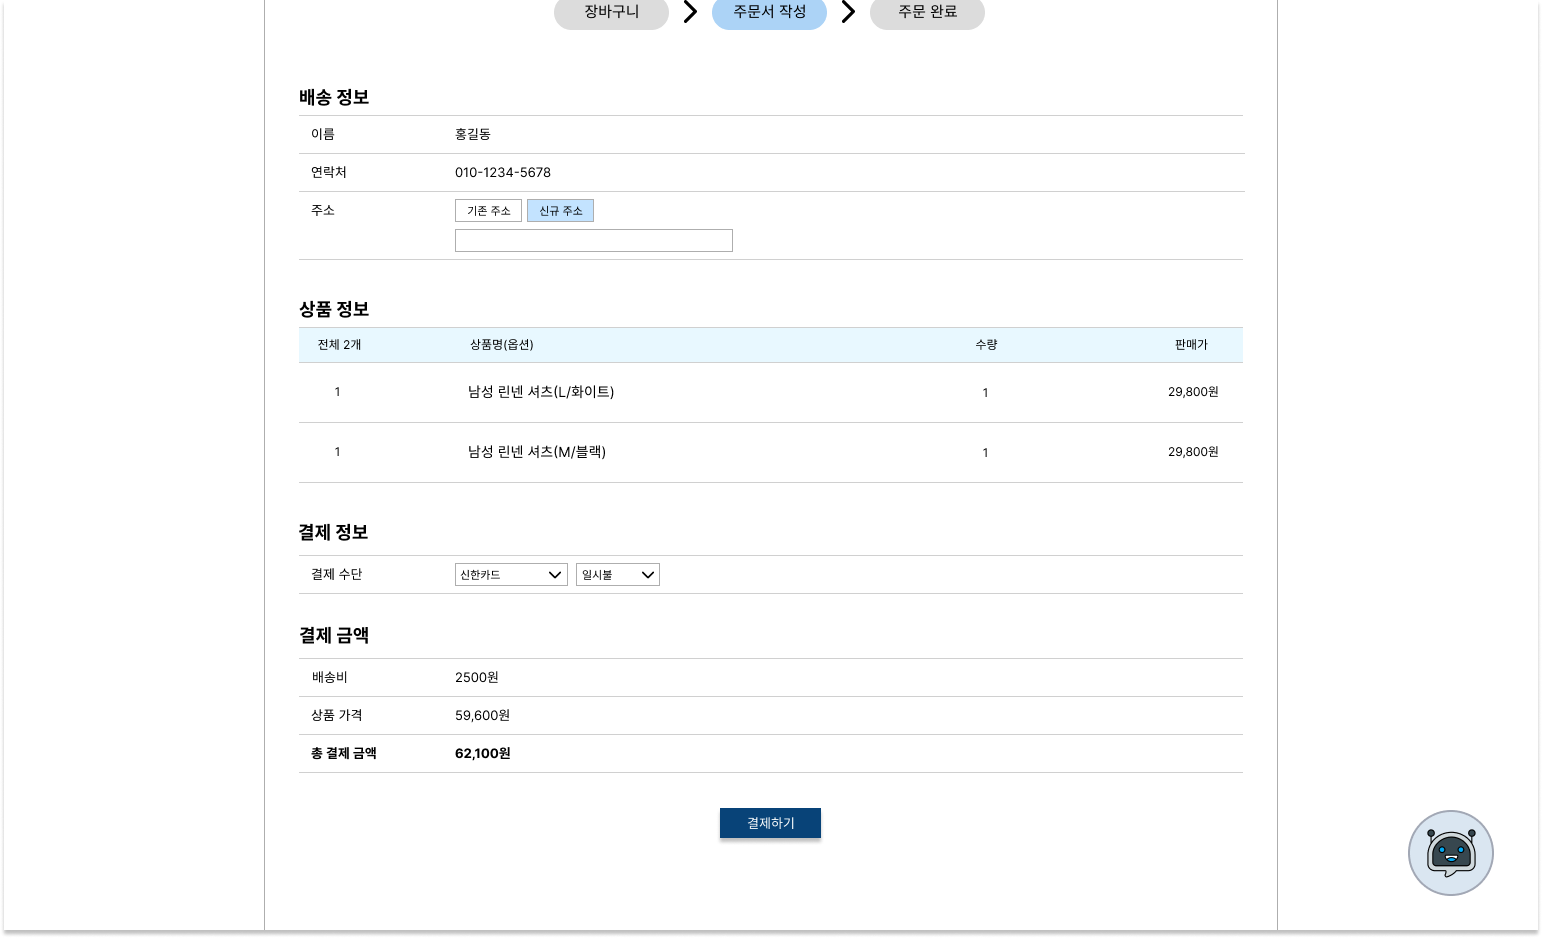 장바구니 주문서 작성 주문 완료
배송 정보
이름 홍길동
연락처 010-1234-5678
주소 기존 주소 신규 주소
상품 정보
전체 2개 상품명(옵션) 수량 판매가
1 남성 린넨 셔츠(L/화이트) 1 29,800원
1 남성 린넨 셔츠(M/블랙) 1 29,800원
결제 정보
결제 수단 신한카드 일시불
결제 금액
배송비 2500원
상품 가격 59,600원
총 결제 금액 62,100원
결제하기